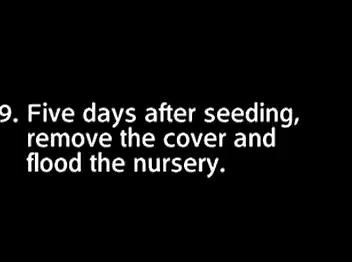 9. Five days after seeding,
remove the cover and
flood the nursery.